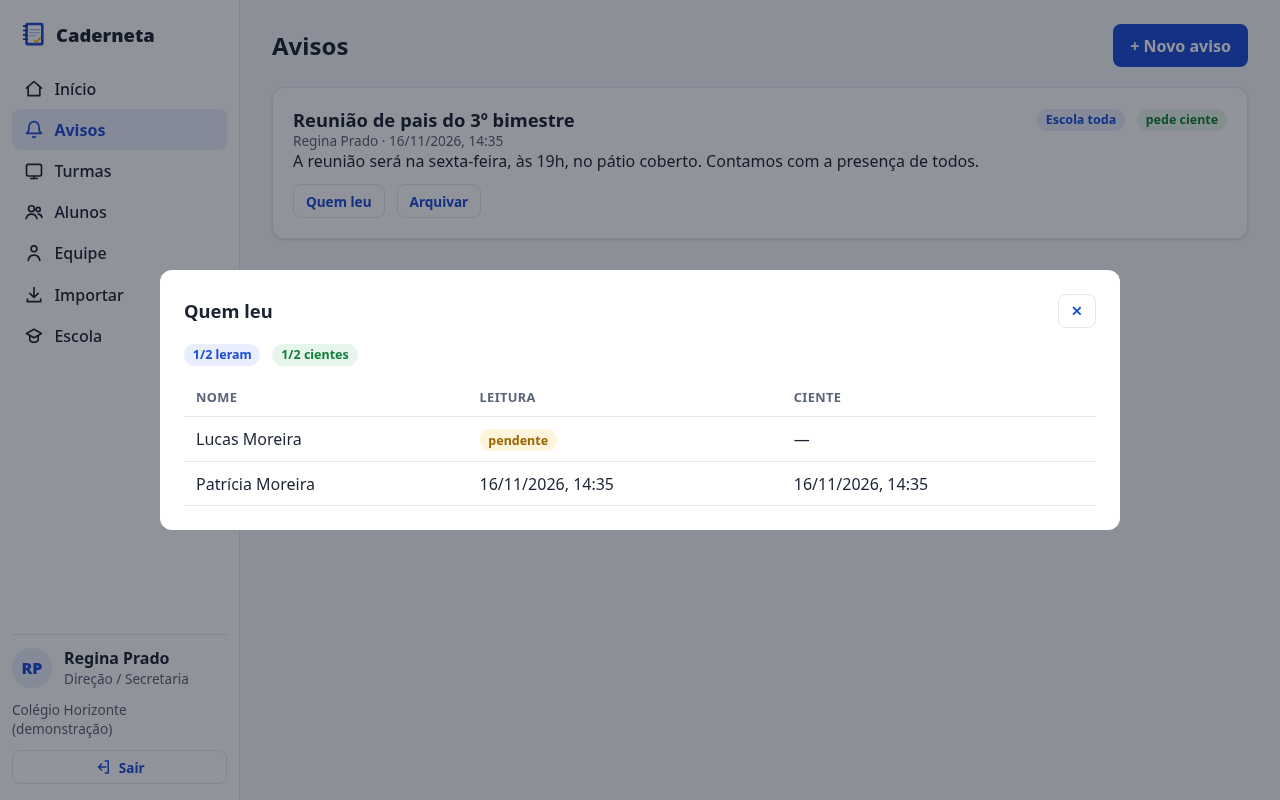 Caderneta
Início
Avisos
Turmas
Alunos
Equipe
Importar
Escola
Regina Prado
RP
Direção / Secretaria
Colégio Horizonte
(demonstração)
Sair
Avisos
+ Novo aviso
Reunião de pais do 3º bimestre
Escola toda
pede ciente
Regina Prado · 16/11/2026, 14:35
A reunião será na sexta-feira, às 19h, no pátio coberto. Contamos com a presença de todos.
Quem leu
Arquivar
Quem leu
×
1/2 leram
1/2 cientes
NOME LEITURA CIENTE
Lucas Moreira pendente —
Patrícia Moreira 16/11/2026, 14:35 16/11/2026, 14:35